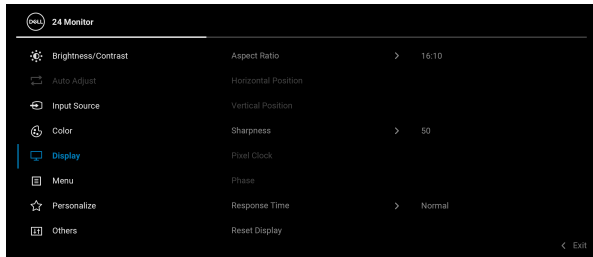 DELL 24 Monitor
Brightness/Contrast Aspect Ratio > 16:10
Auto Adjust Horizontal Position
Input Source Vertical Position
Color Sharpness > 50
Display Pixel Clock
Menu Phase
Personalize Response Time > Normal
Others Reset Display
< Exit